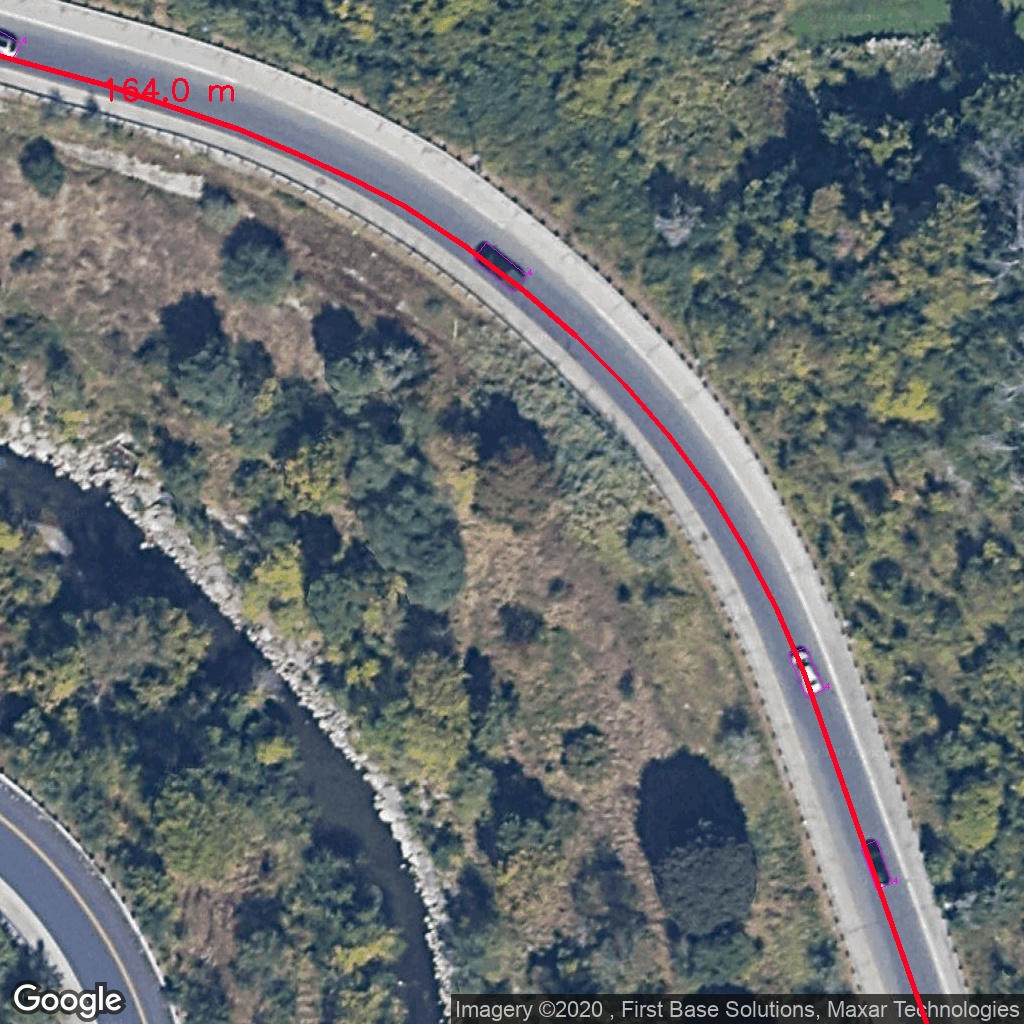 164.0 m
Google
Imagery ©2020 , First Base Solutions, Maxar Technologies